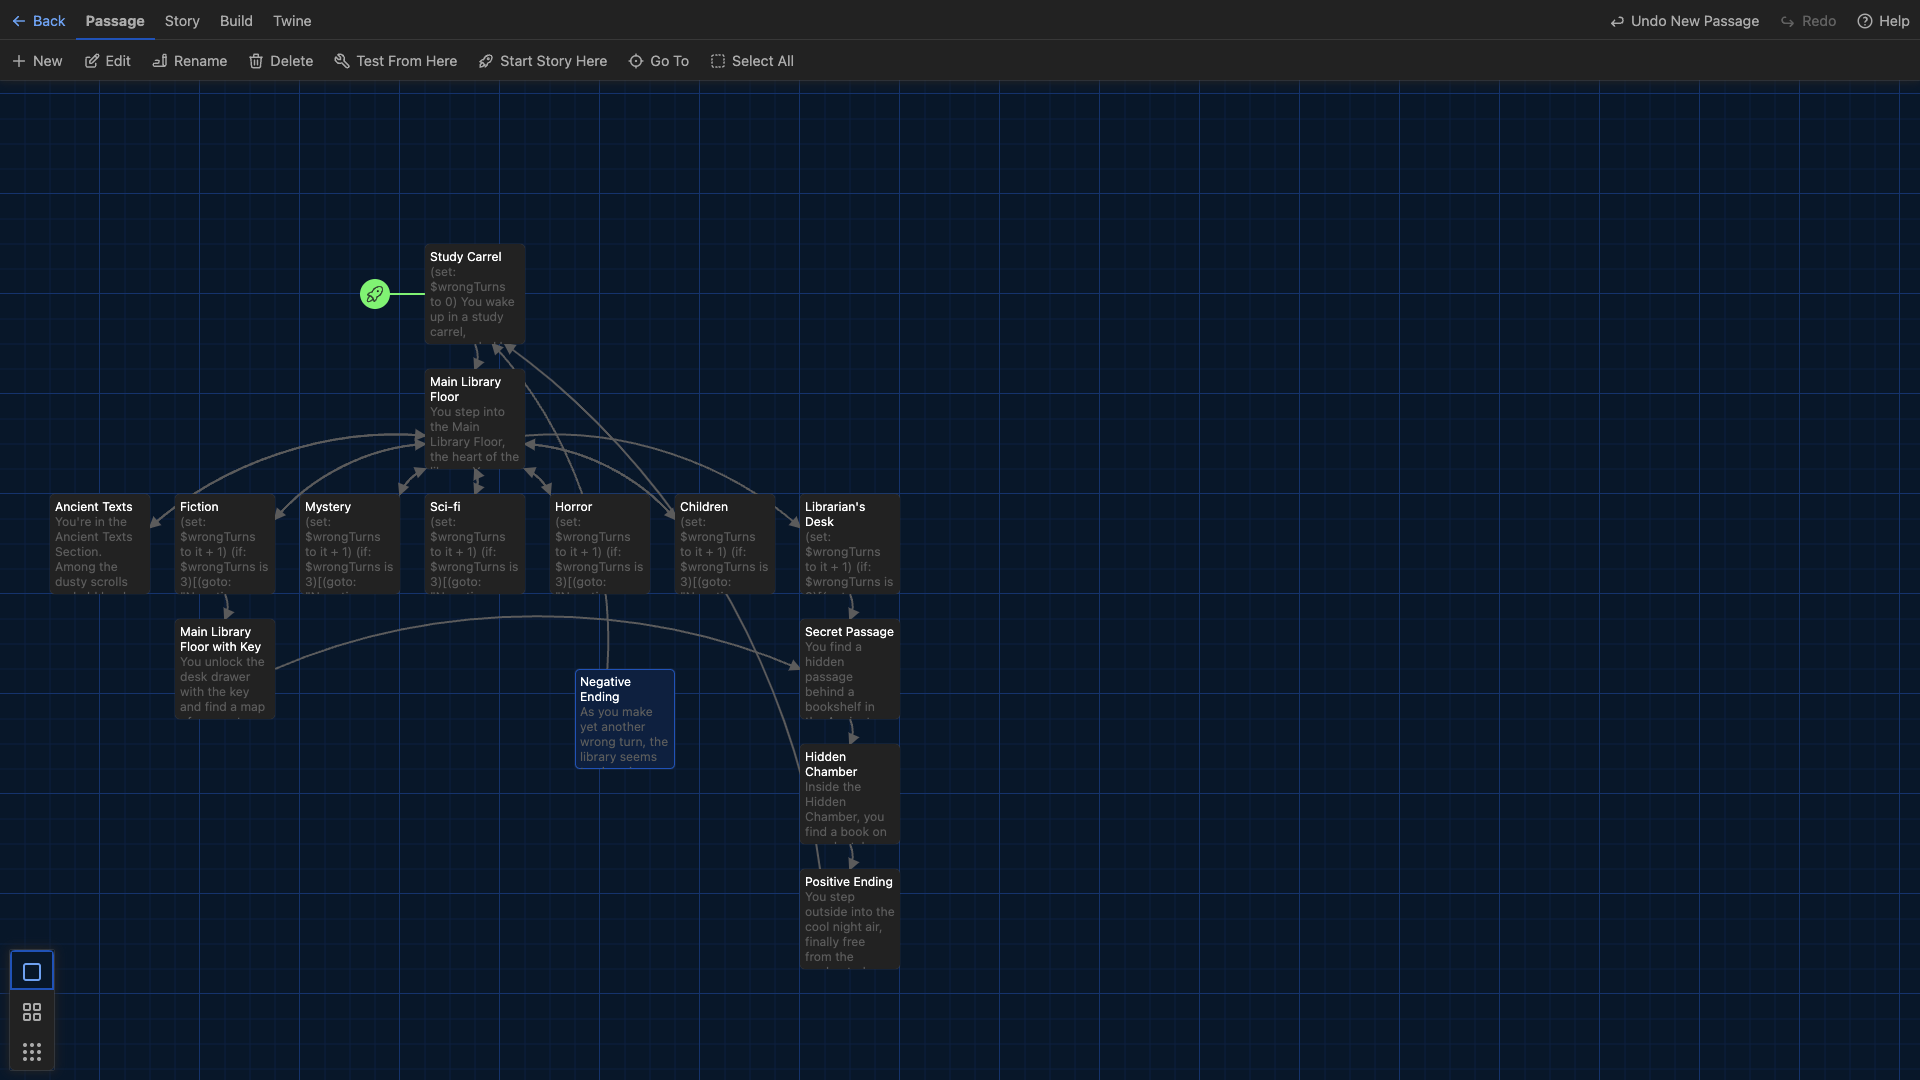 Back
Passage
Story
Build
Twine
Undo New Passage
Redo
Help
New
Edit
Rename
Delete
Test From Here
Start Story Here
Go To
Select All
Study Carrel
(set:
$wrongTurns
to 0) You wake
up in a study
carrel,
Main Library
Floor
You step into
the Main
Library Floor,
the heart of the
Ancient Texts
You're in the
Ancient Texts
Section.
Among the
dusty scrolls
Fiction
(set:
$wrongTurns
to it + 1) (if:
$wrongTurns is
3)[(goto:
Mystery
(set:
$wrongTurns
to it + 1) (if:
$wrongTurns is
3)[(goto:
Sci-fi
(set:
$wrongTurns
to it + 1) (if:
$wrongTurns is
3)[(goto:
Horror
(set:
$wrongTurns
to it + 1) (if:
$wrongTurns is
3)[(goto:
Children
(set:
$wrongTurns
to it + 1) (if:
$wrongTurns is
3)[(goto:
Librarian's
Desk
(set:
$wrongTurns
to it + 1) (if:
$wrongTurns is
Main Library
Floor with Key
You unlock the
desk drawer
with the key
and find a map
Negative
Ending
As you make
yet another
wrong turn, the
library seems
Secret Passage
You find a
hidden
passage
behind a
bookshelf in
Hidden
Chamber
Inside the
Hidden
Chamber, you
find a book on
Positive Ending
You step
outside into the
cool night air,
finally free
from the